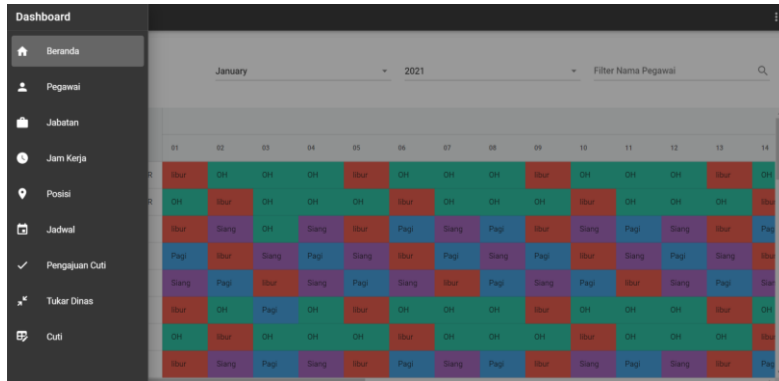 Dashboard
Beranda
Pegawai
Jabatan
Jam Kerja
Posisi
Jadwal
Pengajuan Cuti
Tukar Dinas
Cuti
January 2021 Filter Nama Pegawai
01 02 03 04 05 06 07 08 09 10 11 12 13 14
R libur OH OH OH libur OH OH OH libur OH OH OH libur OH
R OH libur OH OH OH libur OH OH OH libur OH OH OH libur
libur Siang OH Siang libur Pagi Siang Pagi libur Siang Pagi Siang libur Pagi
Pagi libur Siang Pagi Siang libur Pagi Siang Pagi libur Siang Pagi Siang libur
Siang Pagi libur Siang Pagi Siang libur Pagi Siang Pagi libur Siang Pagi
libur OH Pagi OH libur OH OH OH libur OH OH OH libur OH
OH libur OH OH OH libur OH OH OH libur OH OH OH libur
libur Siang Pagi Siang libur Pagi Siang Pagi libur Siang Pagi Siang libur Pagi